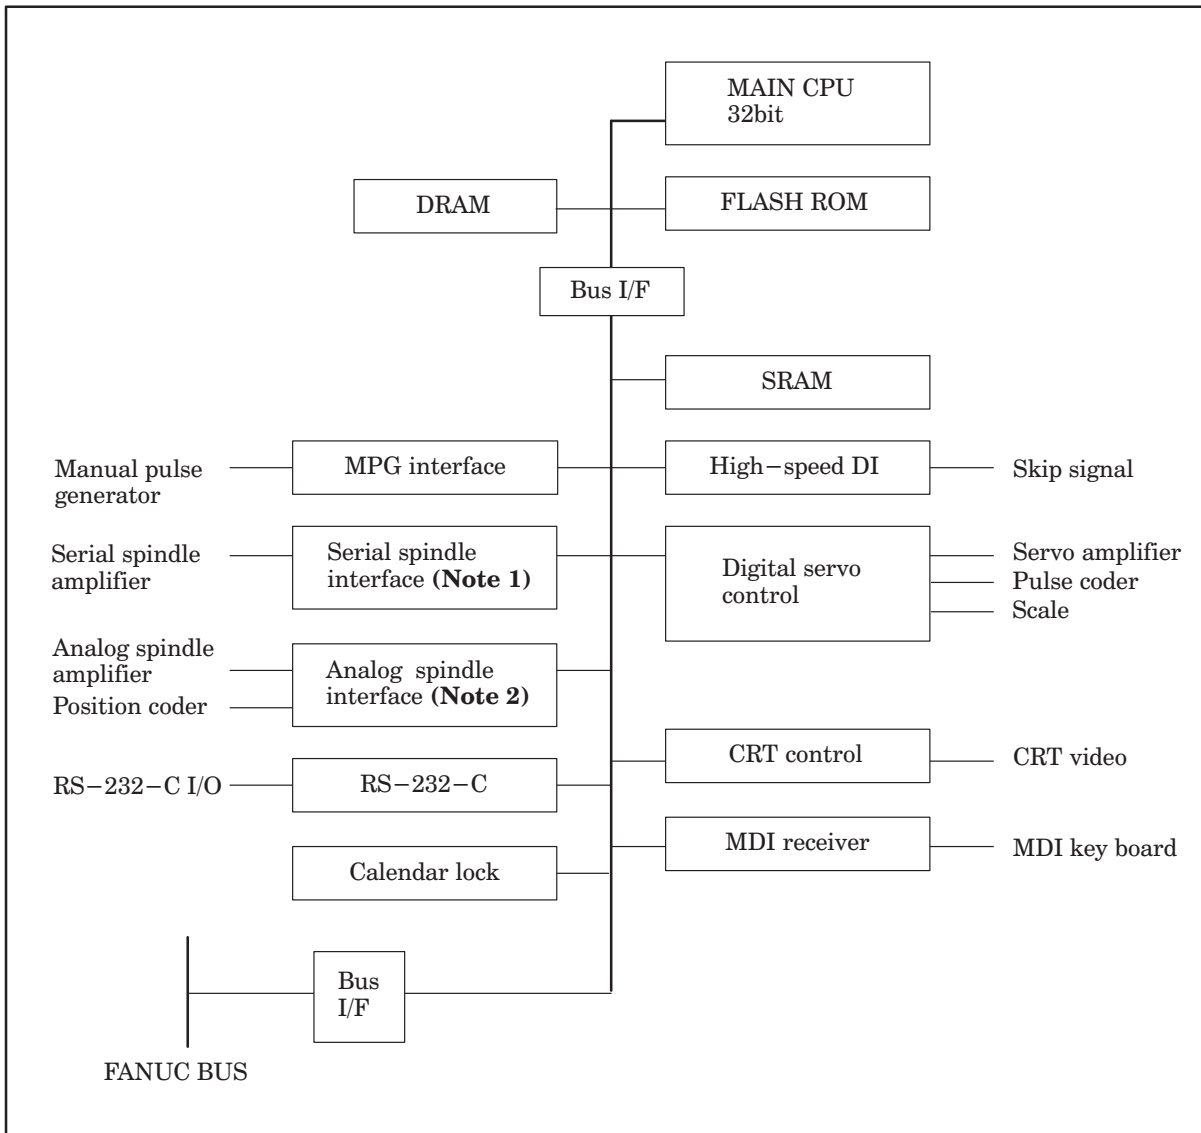 MAIN CPU
32bit
DRAM
FLASH ROM
Bus I/F
SRAM
Manual pulse
generator
MPG interface
High−speed DI
Skip signal
Serial spindle
amplifier
Serial spindle
interface (Note 1)
Digital servo
control
Servo amplifier
Pulse coder
Scale
Analog spindle
amplifier
Position coder
Analog spindle
interface (Note 2)
CRT control
CRT video
RS−232−C I/O
RS−232−C
MDI receiver
MDI key board
Calendar lock
Bus
I/F
FANUC BUS